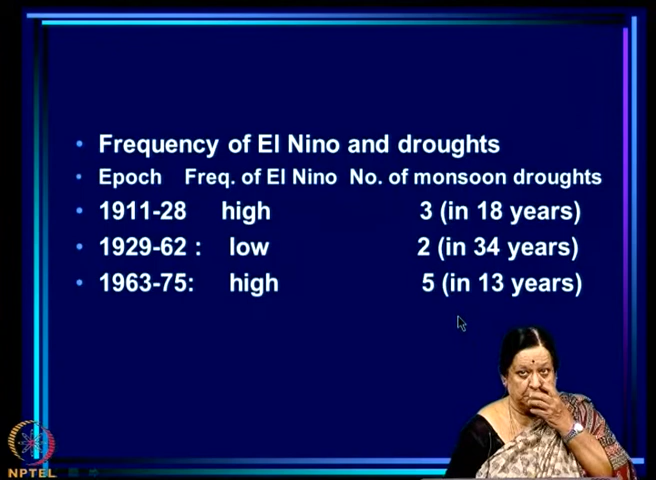 Frequency of El Nino and droughts
Epoch Freq. of El Nino No. of monsoon droughts
1911-28 high 3 (in 18 years)
1929-62 : low 2 (in 34 years)
1963-75: high 5 (in 13 years)
NPTEL